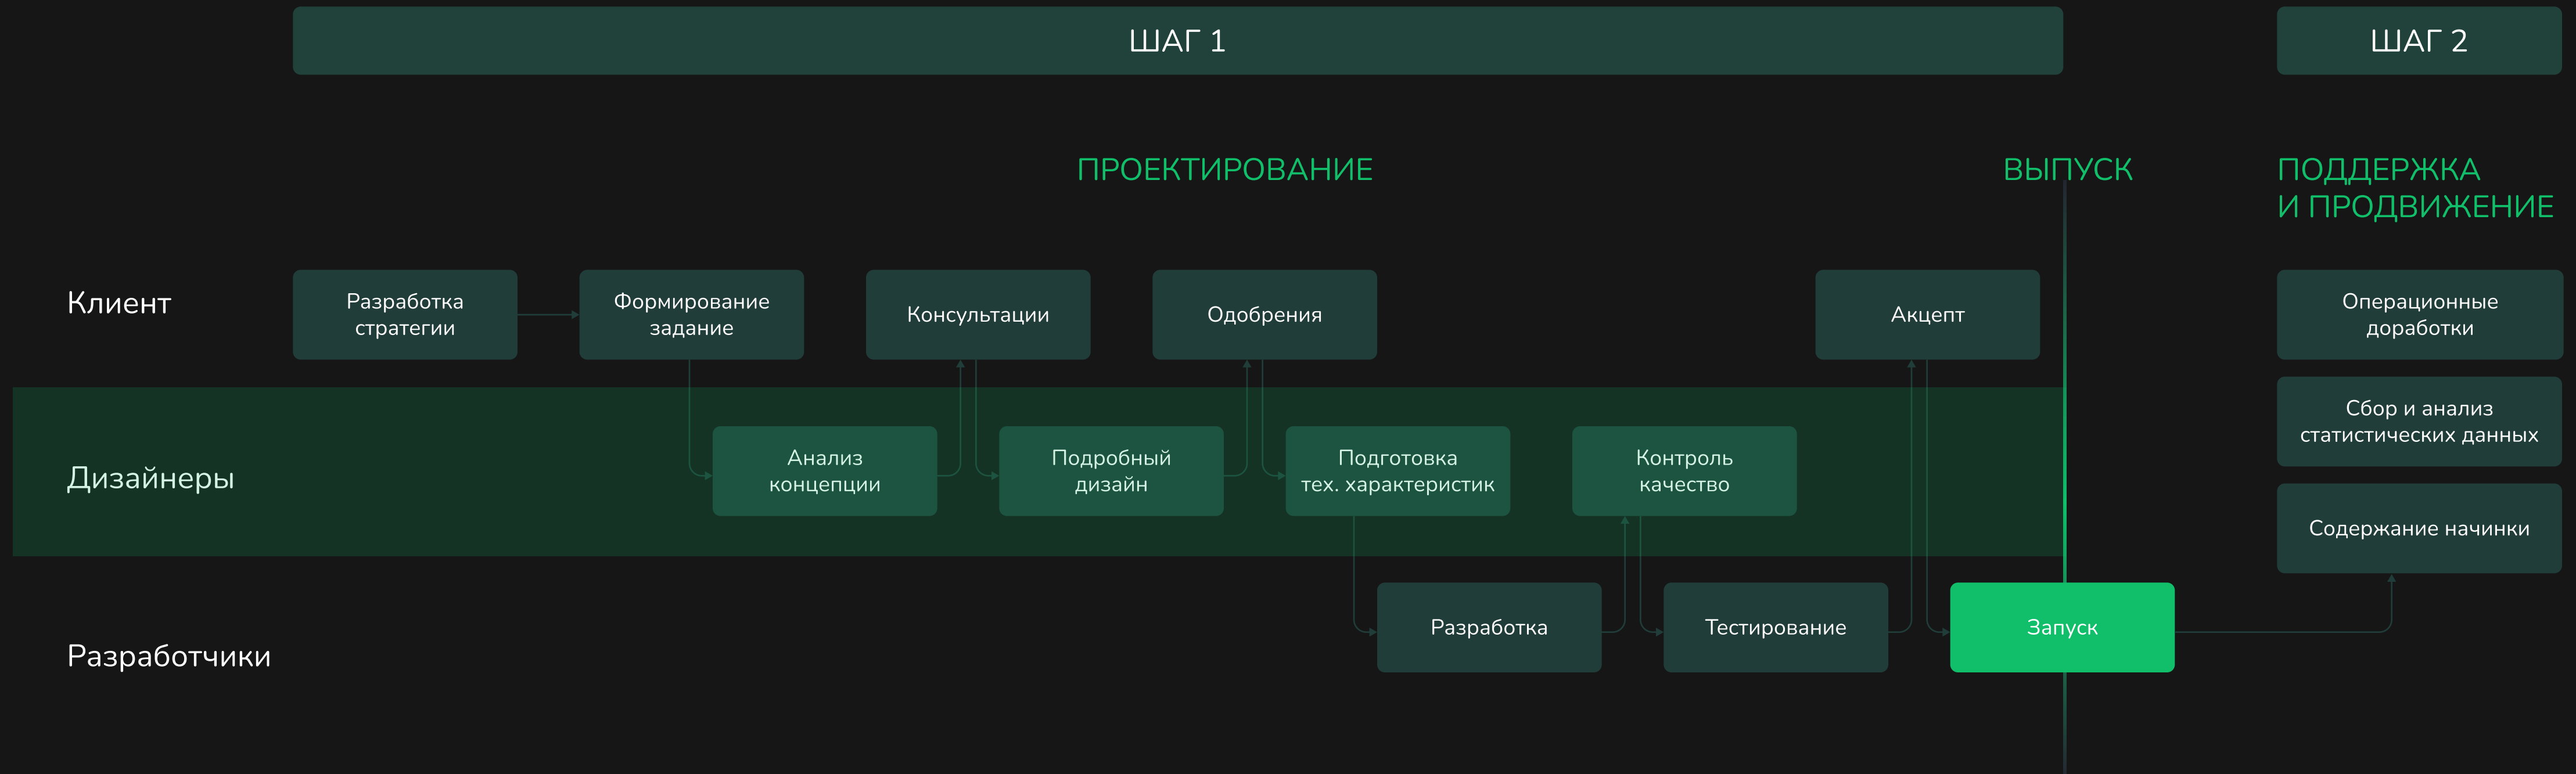 ШАГ 1
ШАГ 2
ПРОЕКТИРОВАНИЕ
ВЫПУСК
ПОДДЕРЖКА
И ПРОДВИЖЕНИЕ
Клиент
Разработка
стратегии
Формирование
задание
Консультации
Одобрения
Акцепт
Операционные
доработки
Сбор и анализ
статистических данных
Содержание начинки
Дизайнеры
Анализ
концепции
Подробный
дизайн
Подготовка
тех. характеристик
Контроль
качество
Разработчики
Разработка
Тестирование
Запуск